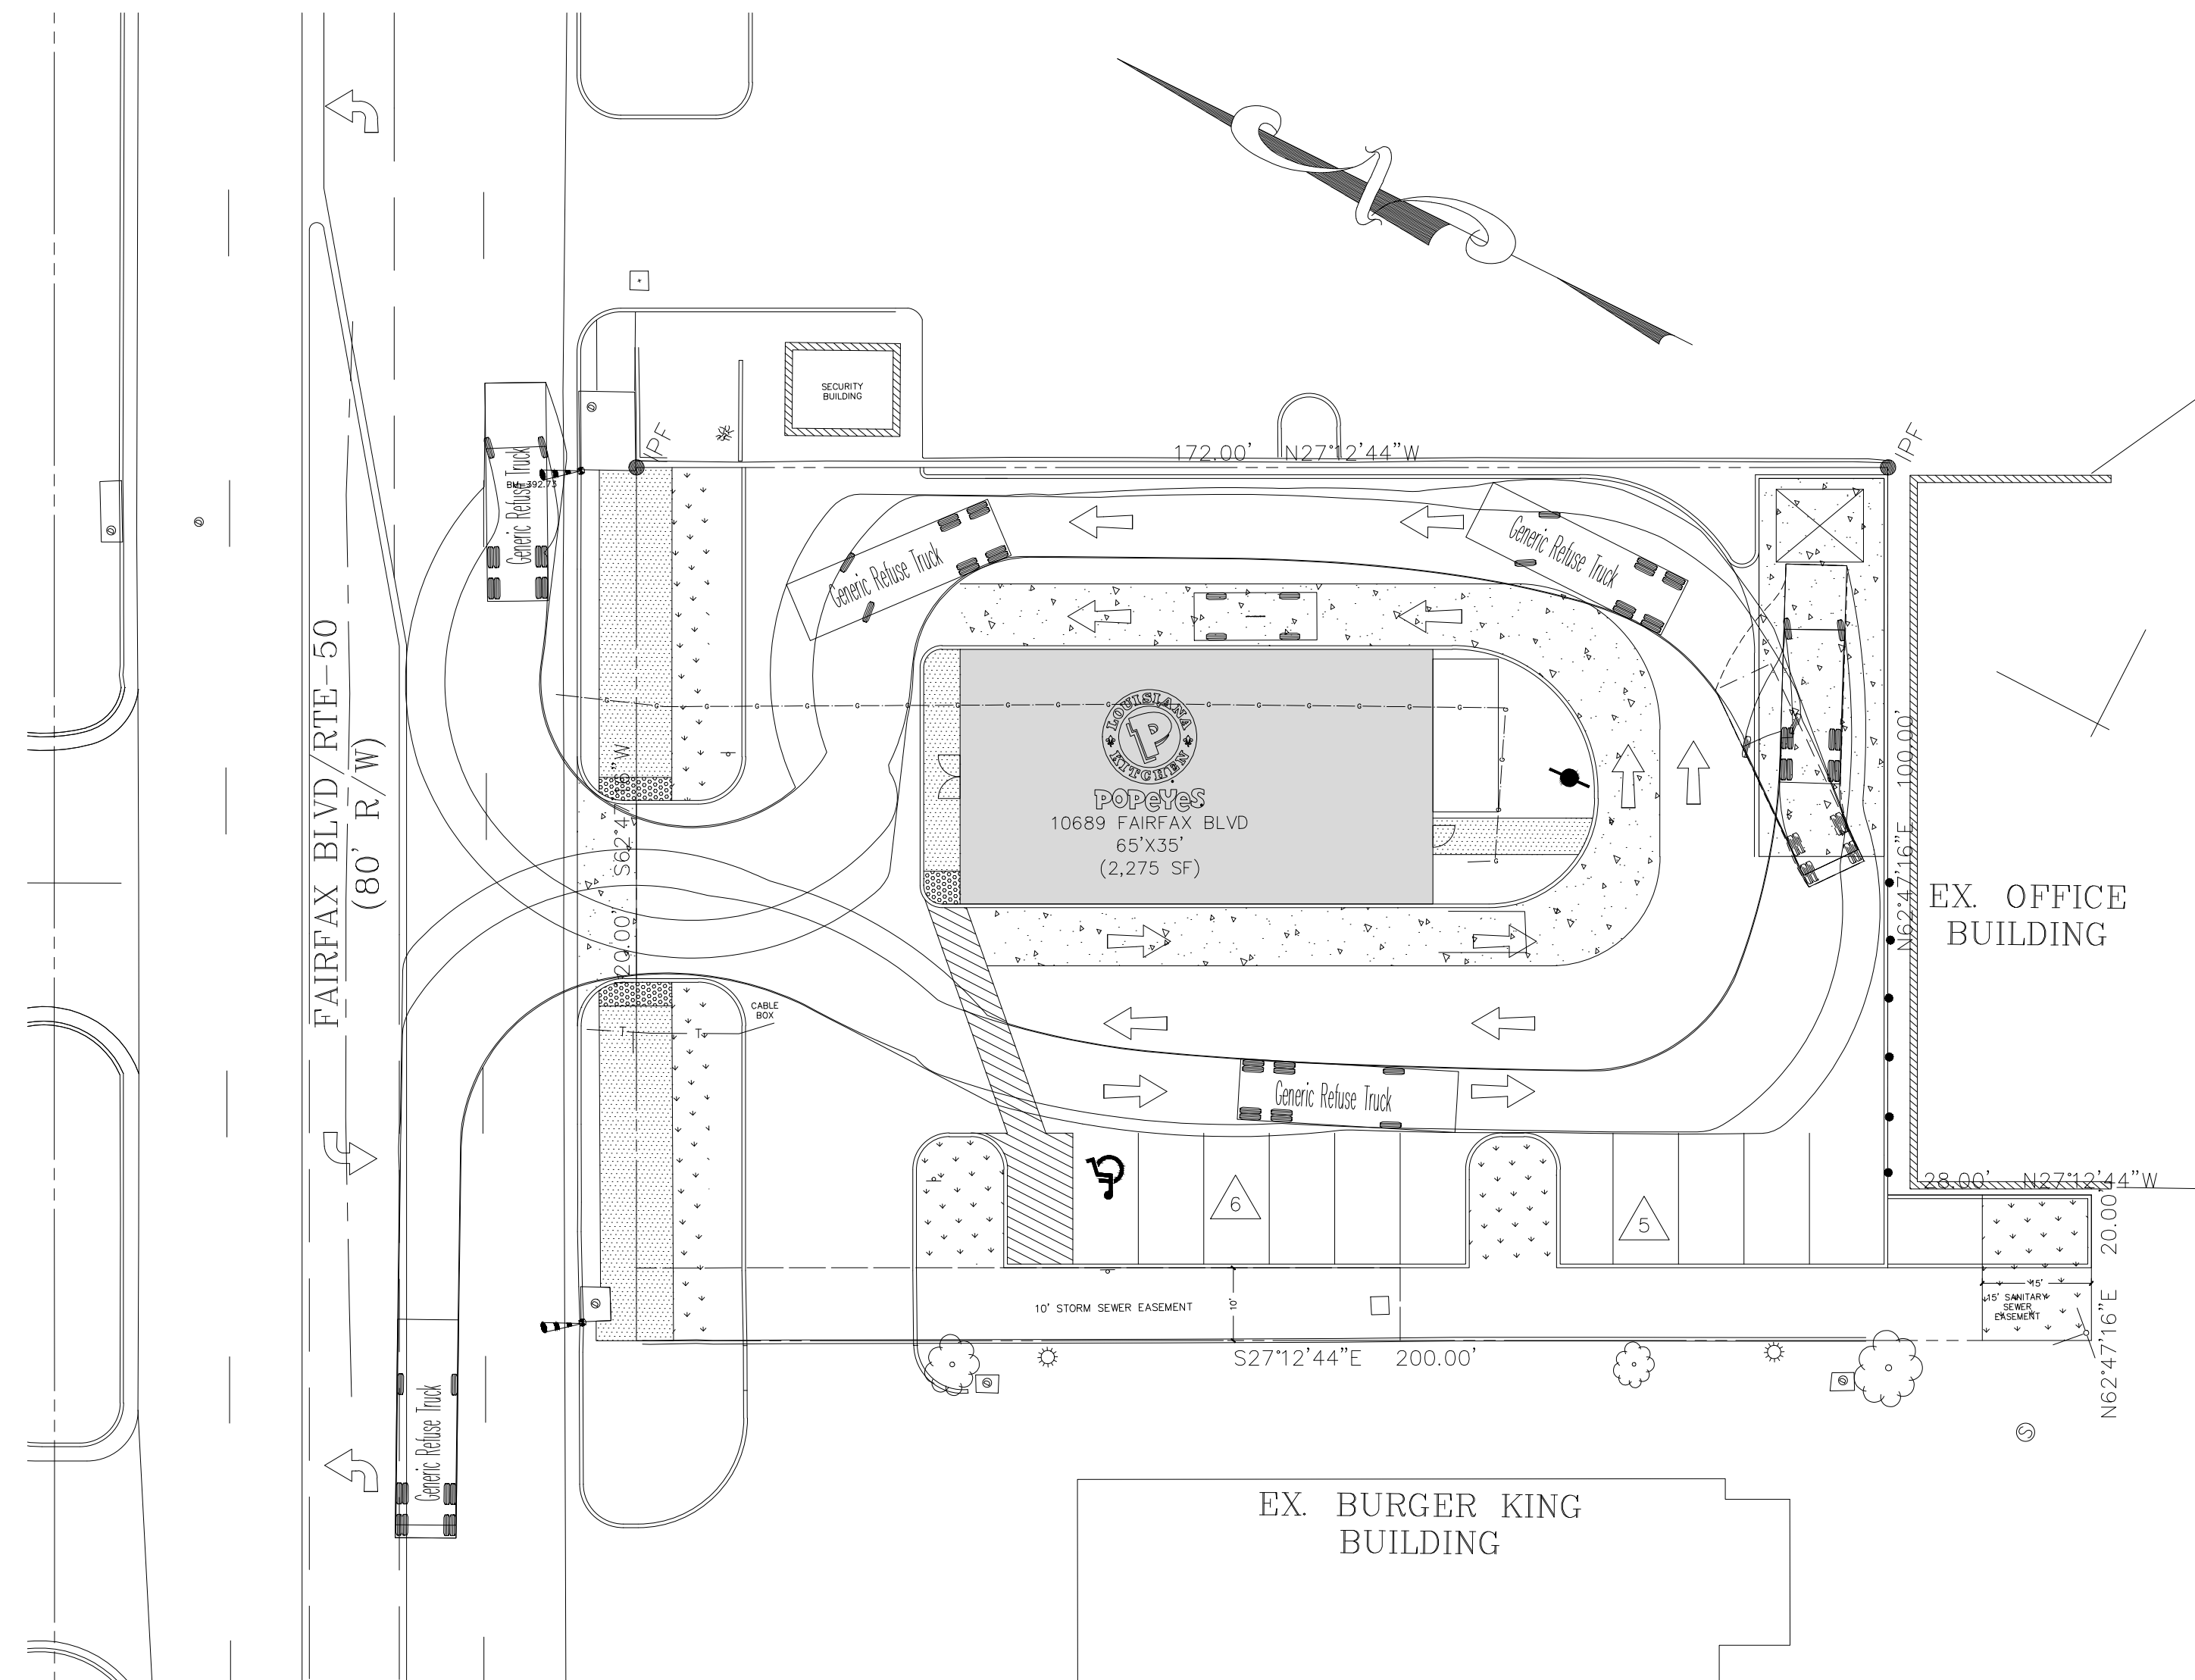 SECURITY
BUILDING
IPF
172.00' N27°12'44"W
IPF
Generic Refuse Truck
BM=392.73
Generic Refuse Truck
Generic Refuse Truck
FAIRFAX BLVD/RTE-50
(80' R/W)
G G G G G G G G G G G G G G G G G G G G G G
LOUISIANA
P
KITCHEN
POPEYES
10689 FAIRFAX BLVD
65'X35'
(2,275 SF)
N62°47'16"E 100.00'
EX. OFFICE
BUILDING
CABLE
BOX
T T
Generic Refuse Truck
6
5
28.00' N27°12'44"W
N62°47'16"E 20.00'
15'
15' SANITARY
SEWER
EASEMENT
10' STORM SEWER EASEMENT
10'
S27°12'44"E 200.00'
Generic Refuse Truck
S
EX. BURGER KING
BUILDING